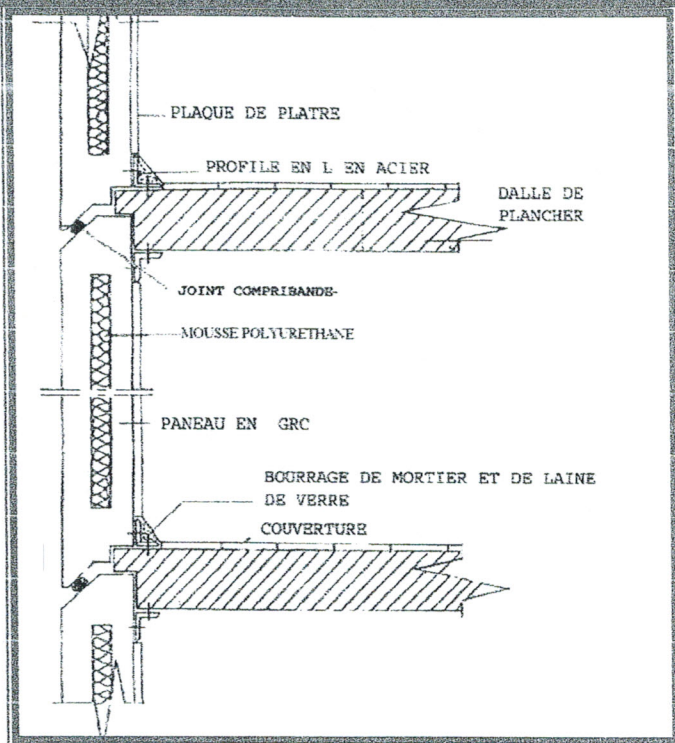 PLAQUE DE PLATRE
PROFILE EN L EN ACIER
DALLE DE
PLANCHER
JOINT COMPRIBANDE-
MOUSSE POLYURETHANE
PANEAU EN GRC
BOURRAGE DE MORTIER ET DE LAINE
DE VERRE
COUVERTURE